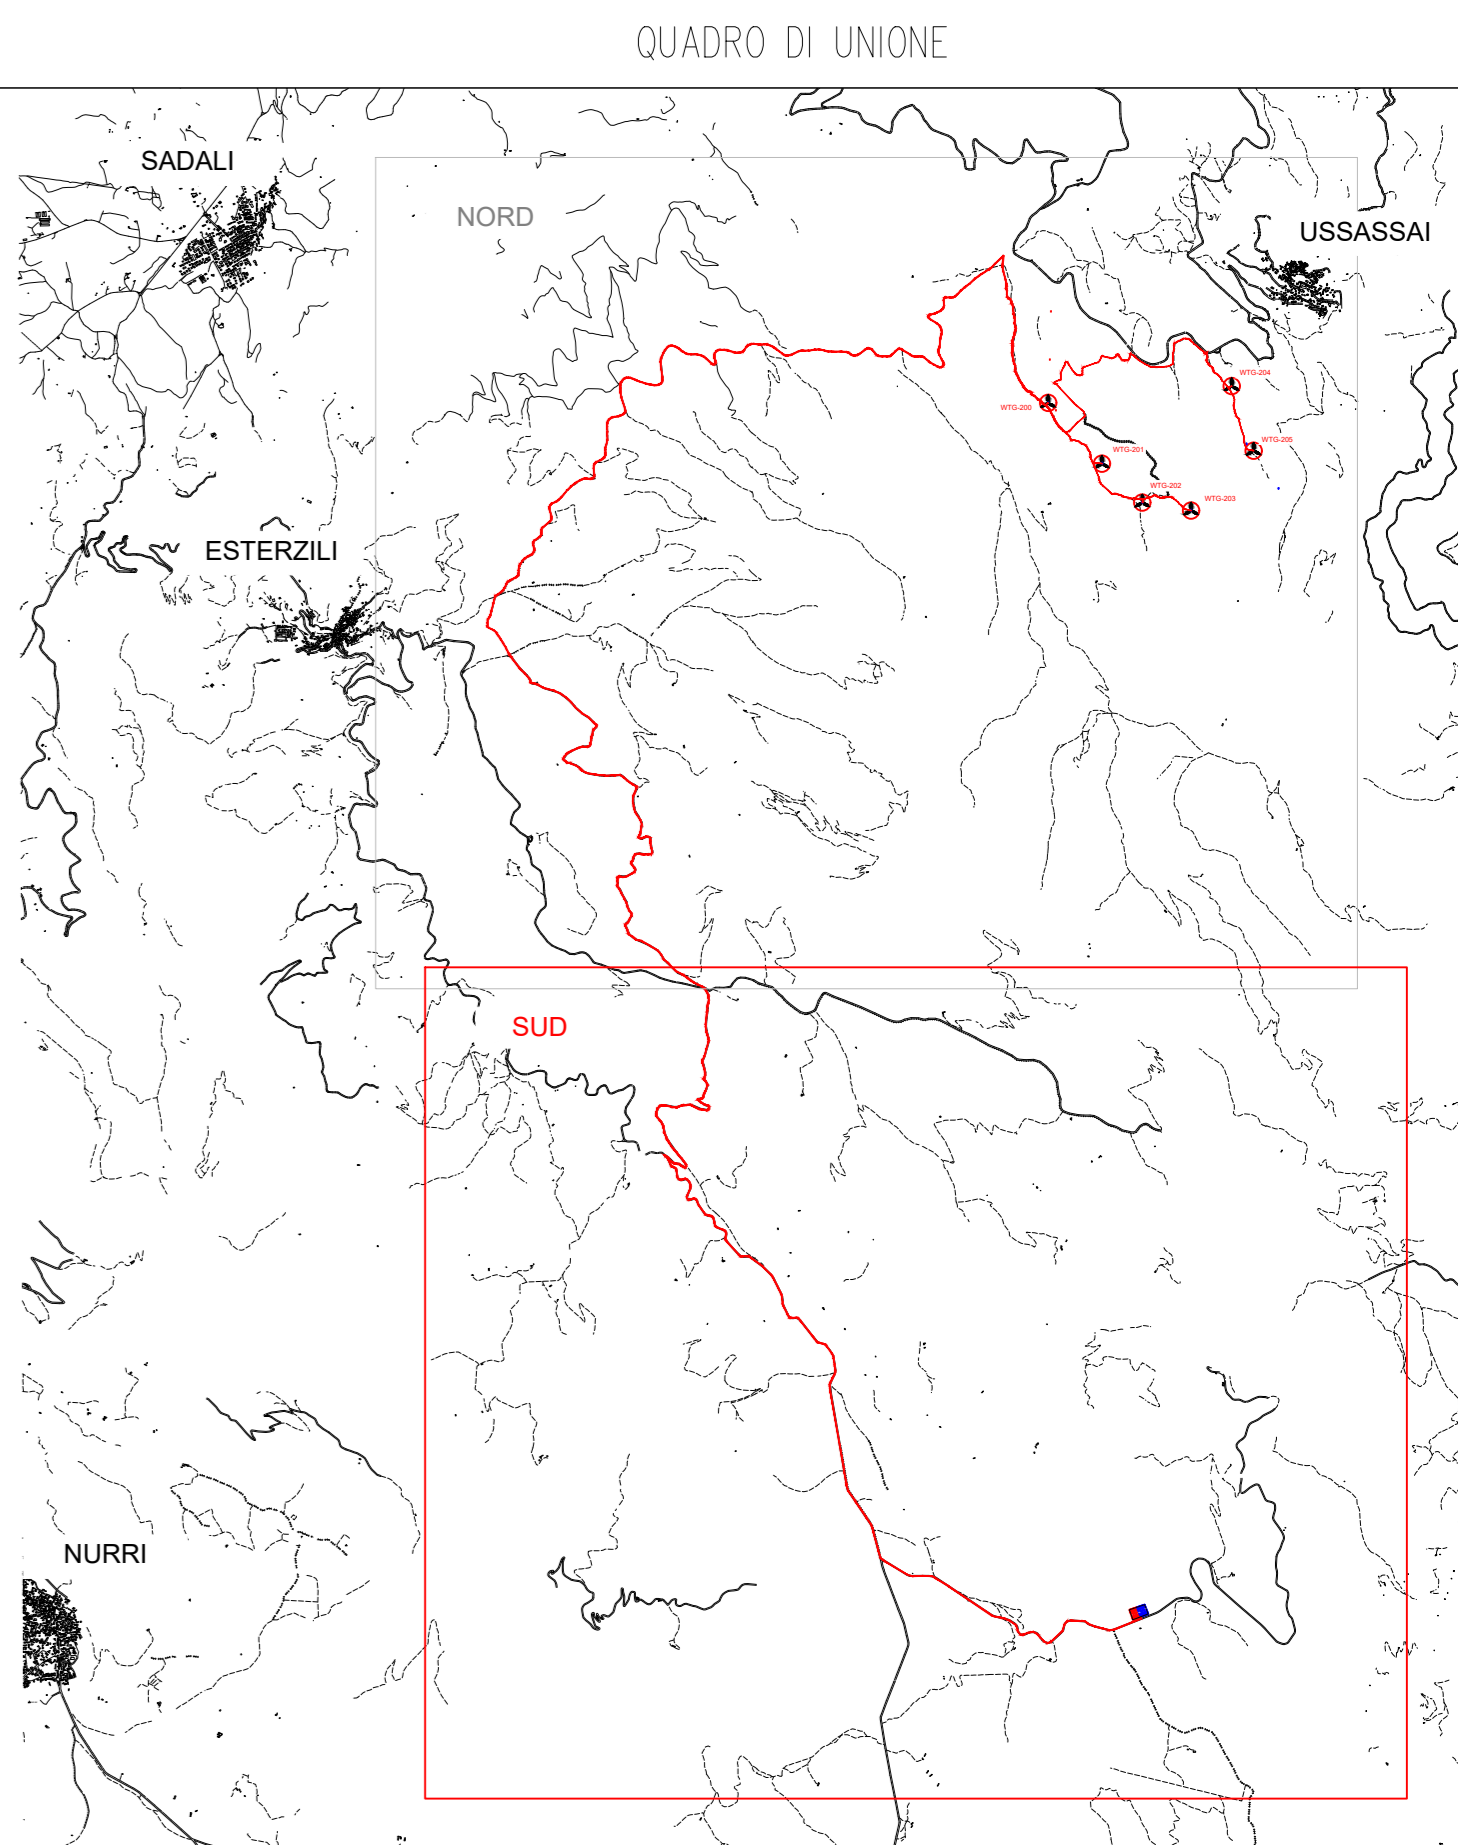 QUADRO DI UNIONE
SADALI
NORD
USSASSAI
WTG-204
WTG-200
WTG-205
WTG-201
WTG-202
WTG-203
ESTERZILI
SUD
NURRI